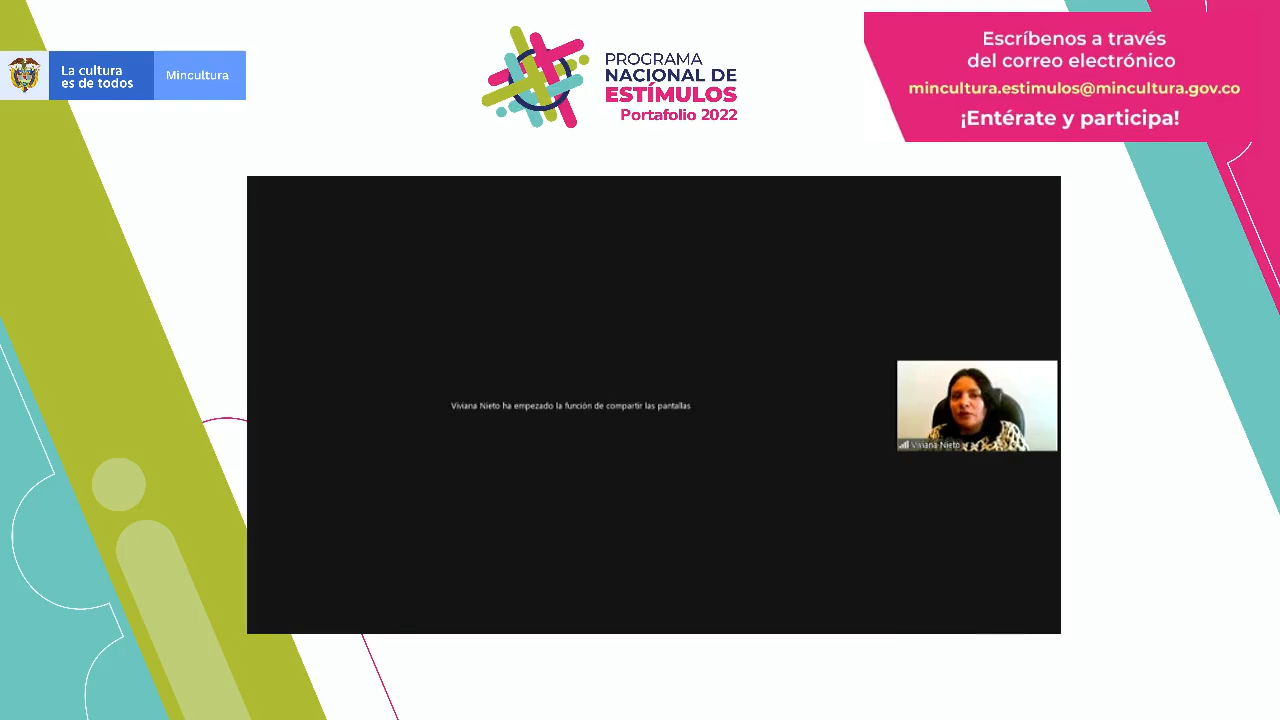 La cultura
es de todos
Mincultura
PROGRAMA
NACIONAL DE
ESTÍMULOS
Portafolio 2022
Escríbenos a través
del correo electrónico
mincultura.estimulos@mincultura.gov.co
¡Entérate y participa!
Viviana Nieto ha empezado la función de compartir las pantallas
Viviana Nieto